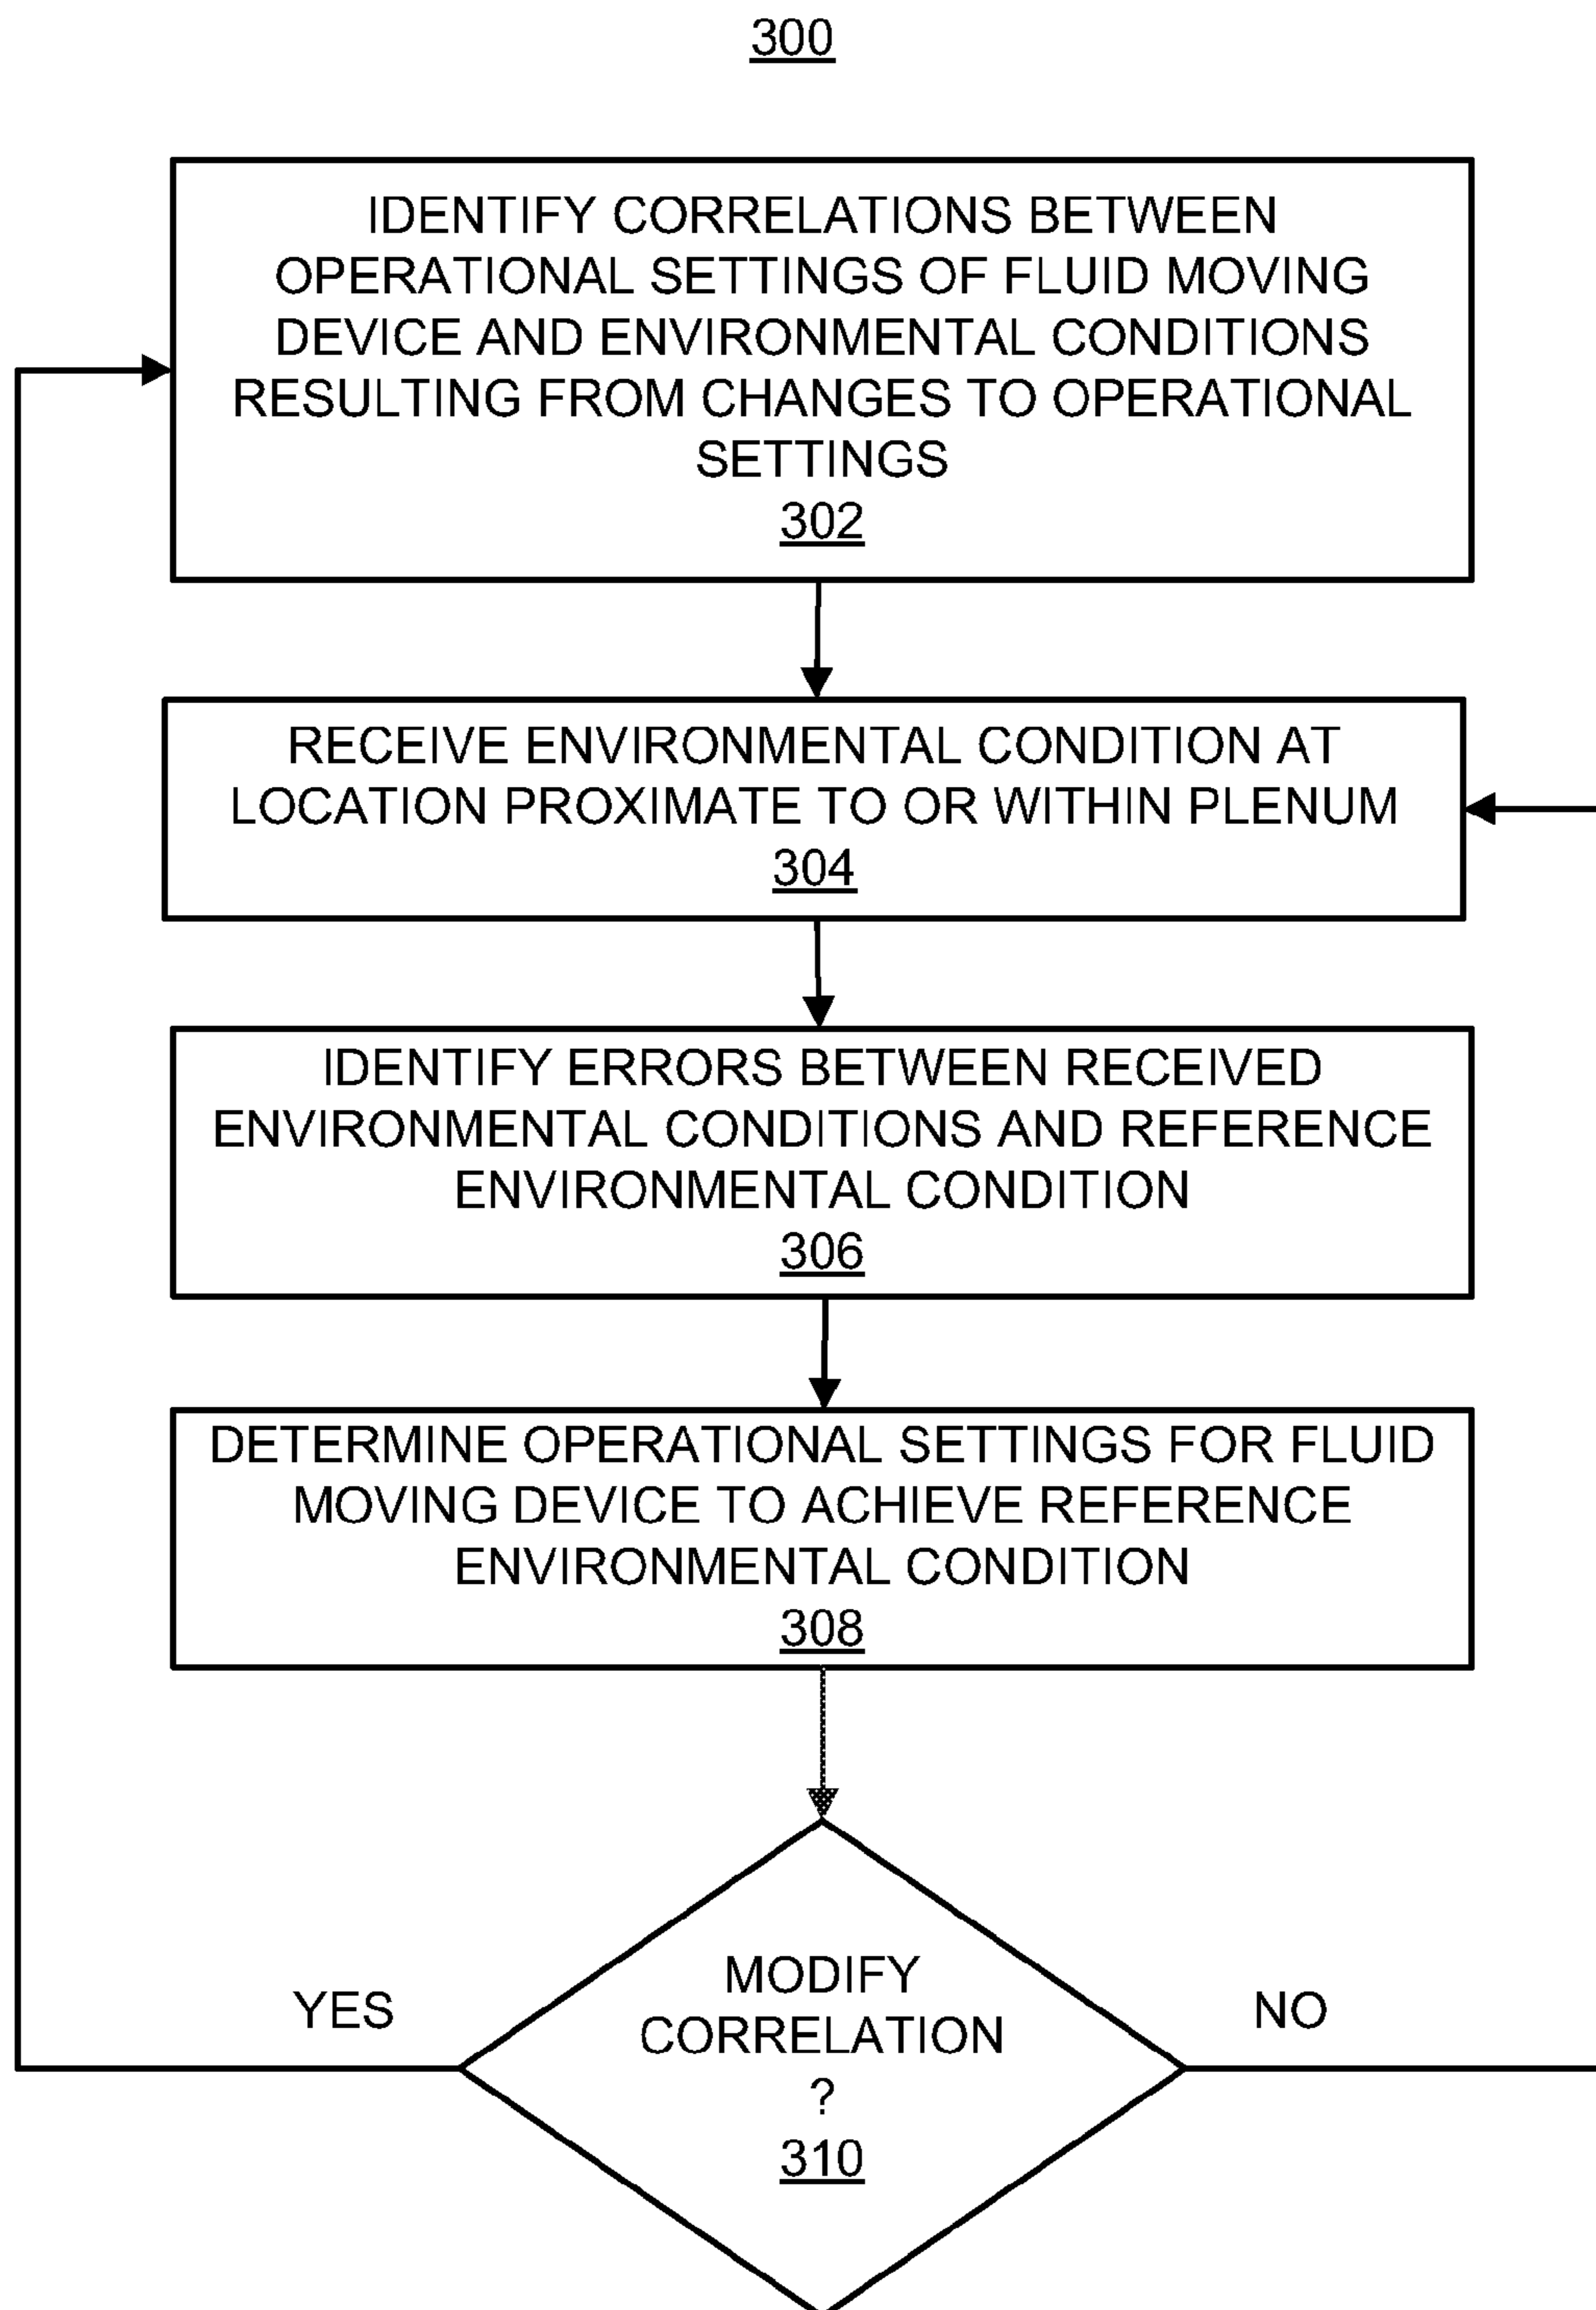 300
IDENTIFY CORRELATIONS BETWEEN
OPERATIONAL SETTINGS OF FLUID MOVING
DEVICE AND ENVIRONMENTAL CONDITIONS
RESULTING FROM CHANGES TO OPERATIONAL
SETTINGS
302
RECEIVE ENVIRONMENTAL CONDITION AT
LOCATION PROXIMATE TO OR WITHIN PLENUM
304
IDENTIFY ERRORS BETWEEN RECEIVED
ENVIRONMENTAL CONDITIONS AND REFERENCE
ENVIRONMENTAL CONDITION
306
DETERMINE OPERATIONAL SETTINGS FOR FLUID
MOVING DEVICE TO ACHIEVE REFERENCE
ENVIRONMENTAL CONDITION
308
YES
MODIFY
CORRELATION
?
310
NO